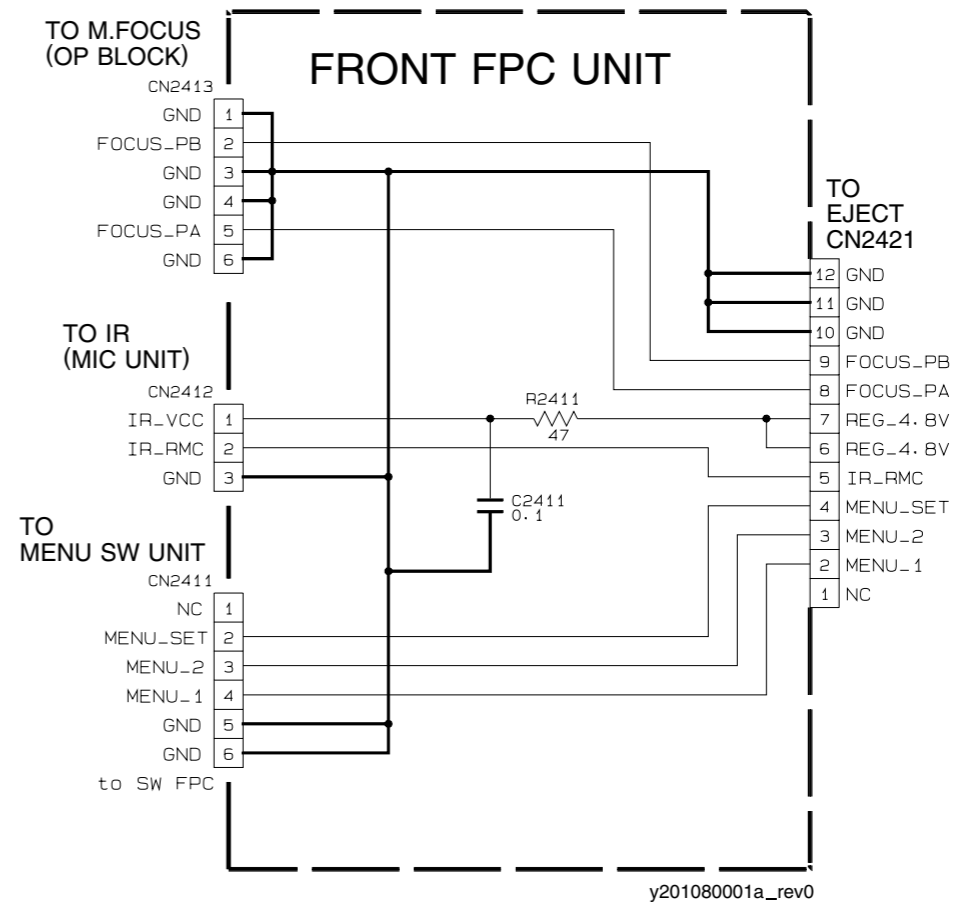 FRONT FPC UNIT
TO M.FOCUS
(OP BLOCK)
CN2413
GND 1
FOCUS_PB 2
GND 3
GND 4
FOCUS_PA 5
GND 6
TO IR
(MIC UNIT)
CN2412
IR_VCC 1
IR_RMC 2
GND 3
TO
MENU SW UNIT
CN2411
NC 1
MENU_SET 2
MENU_2 3
MENU_1 4
GND 5
GND 6
to SW FPC
R2411
47
C2411
0.1
TO
EJECT
CN2421
12 GND
11 GND
10 GND
9 FOCUS_PB
8 FOCUS_PA
7 REG_4.8V
6 REG_4.8V
5 IR_RMC
4 MENU_SET
3 MENU_2
2 MENU_1
1 NC
y201080001a_rev0